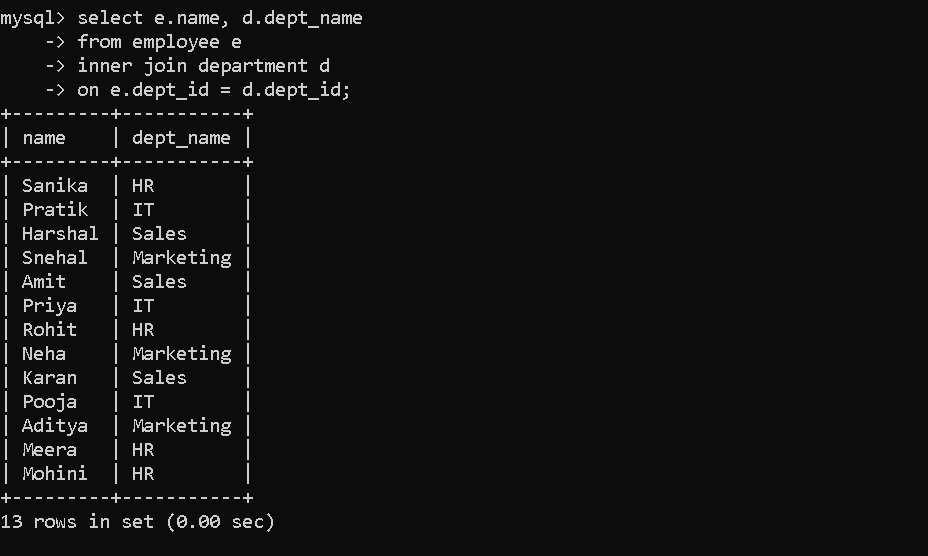 mysql> select e.name, d.dept_name
    -> from employee e
    -> inner join department d
    -> on e.dept_id = d.dept_id;
+---------+-----------+
| name    | dept_name |
+---------+-----------+
| Sanika  | HR        |
| Pratik  | IT        |
| Harshal | Sales     |
| Snehal  | Marketing |
| Amit    | Sales     |
| Priya   | IT        |
| Rohit   | HR        |
| Neha    | Marketing |
| Karan   | Sales     |
| Pooja   | IT        |
| Aditya  | Marketing |
| Meera   | HR        |
| Mohini  | HR        |
+---------+-----------+
13 rows in set (0.00 sec)